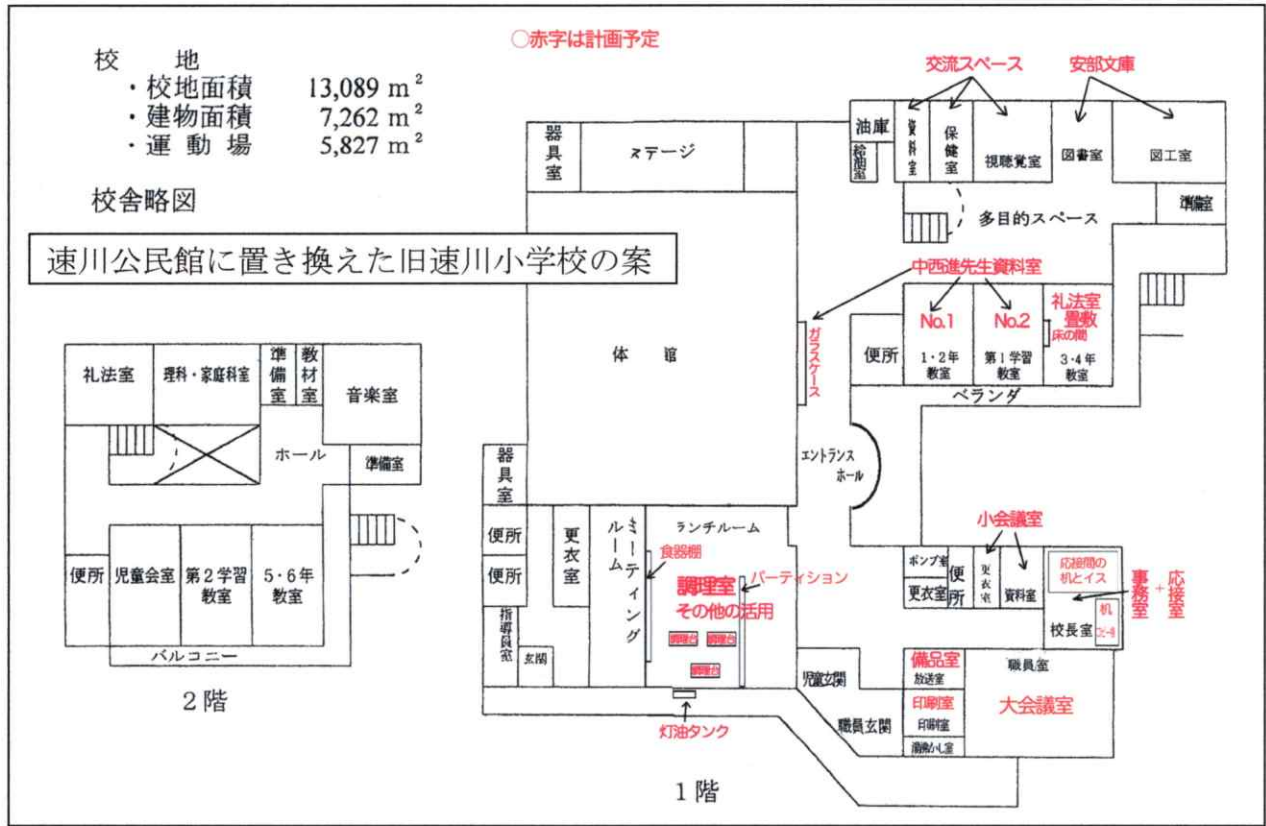 ○赤字は計画予定
校　地
・校地面積　13,089 m²
・建物面積　7,262 m²
・運動場　5,827 m²
校舎略図
速川公民館に置き換えた旧速川小学校の案
礼法室
理科・家庭科室
準備室
教材室
音楽室
ホール
準備室
便所
児童会室
第2学習教室
5・6年教室
バルコニー
2階
器具室
ステージ
体　館
器具室
便所
便所
更衣室
指導員室
玄関
ミーティングルーム
ランチルーム
食器棚
パーティション
調理室
その他の活用
調理台
調理台
調理台
灯油タンク
1階
交流スペース
安部文庫
油庫
給油室
資料室
保健室
視聴覚室
図書室
図工室
準備室
多目的スペース
中西進先生資料室
ガラスケース
便所
No.1
1・2年
教室
No.2
第1学習
教室
礼法室
畳敷
床の間
3・4年
教室
ベランダ
エントランス
ホール
小会議室
ポンプ室
更衣室
便所
更衣室
資料室
応接間の
机とイス
机
校長室
事務室+応接室
児童玄関
職員玄関
備品室
放送室
印刷室
印刷室
湯沸かし室
職員室
大会議室